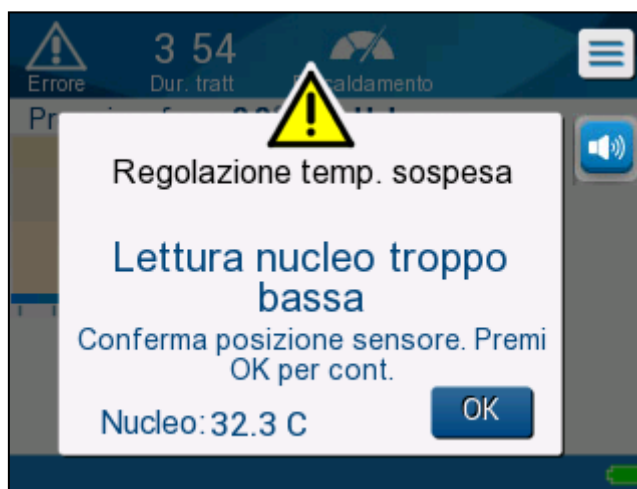 3 54
Errore
Dur. tratt
Regolazione temp. sospesa
Lettura nucleo troppo
bassa
Conferma posizione sensore. Premi
OK per cont.
Nucleo: 32.3 C
OK